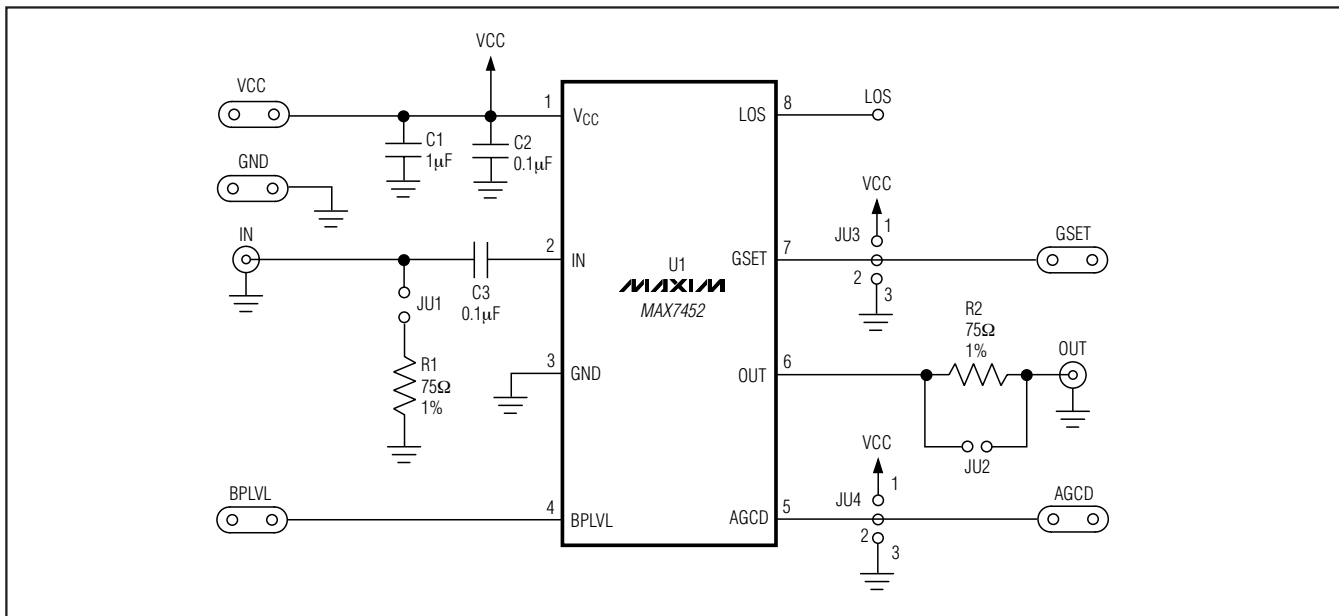 VCC
VCC
1
VCC
C1
1μF
C2
0.1μF
GND
IN
2
IN
C3
0.1μF
JU1
R1
75Ω
1%
3
GND
BPLVL
4
BPLVL
U1
MAXIM
MAX7452
LOS
8
LOS
VCC
1
JU3
GSET
7
2
3
GSET
R2
75Ω
1%
OUT
6
OUT
JU2
VCC
1
JU4
AGCD
5
2
3
AGCD